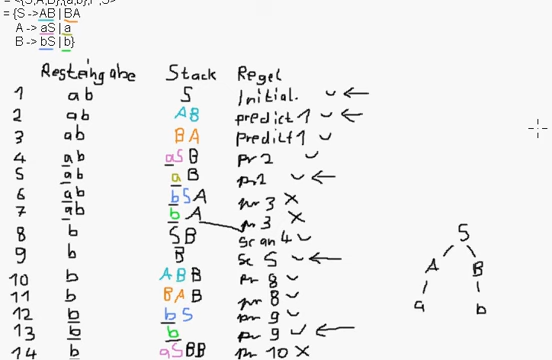 = {S ->AB | BA
A -> aS | a
B -> bS | b}
Resteingabe Stack Regel
1 ab S Initial. ✓ ←
2 ab AB predict 1 ✓ ←
3 ab BA predict 1 ✓
4 ab aSB pr 2 ✓
5 ab aB pr 2 ✓ ←
6 ab bSA pr 3 X
7 ab bA pr 3 X
8 b SB scan 4 ✓
9 b B sc 5 ✓ ←
10 b ABB pr 8 ✓
11 b BAB pr 8 ✓
12 b bS pr 9 ✓
13 b b pr 9 ✓ ←
14 b aSBB pr 10 X
S
A B
a b